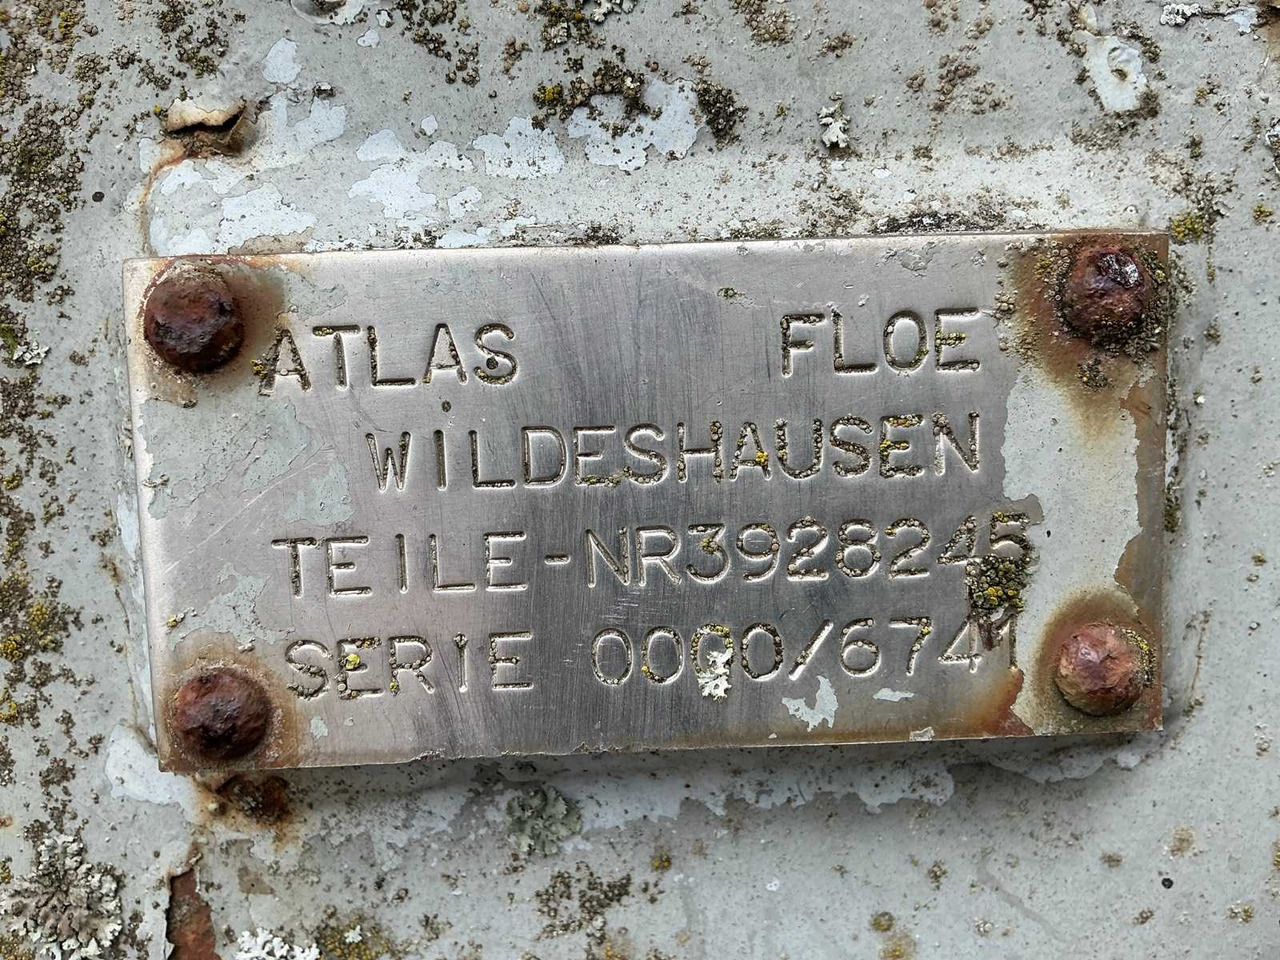 ATLAS FLOE
WILDESHAUSEN
TEILE-NR3928245
SERIE 0000/6741